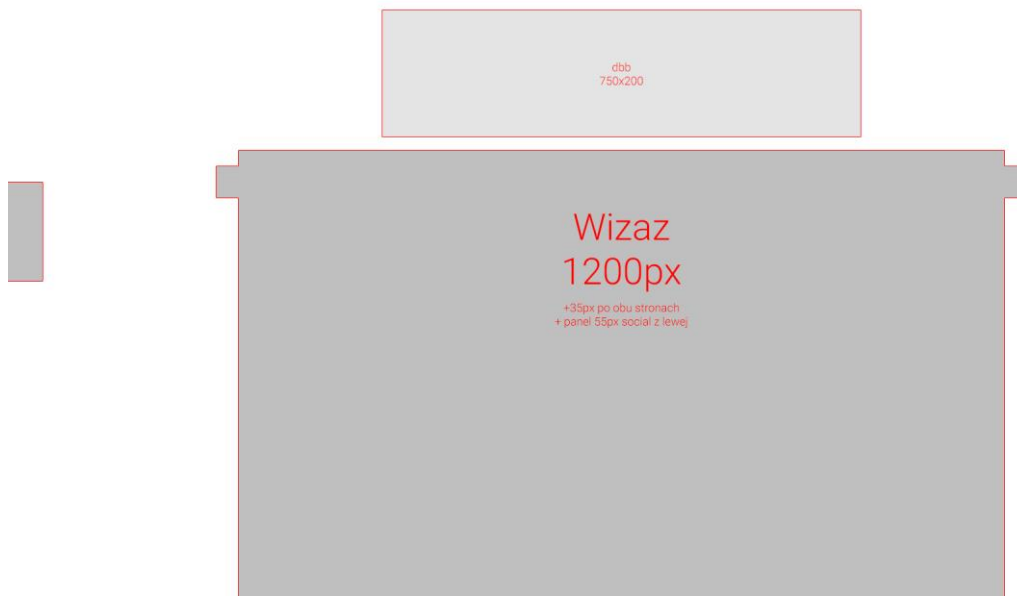 dbb
750x200
Wizaz
1200px
+35px po obu stronach
+ panel 55px social z lewej